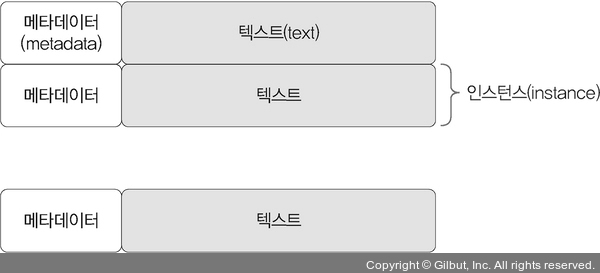 메타데이터
(metadata)
텍스트(text)
메타데이터
텍스트
인스턴스(instance)
메타데이터
텍스트
Copyright © Gilbut, Inc. All rights reserved.